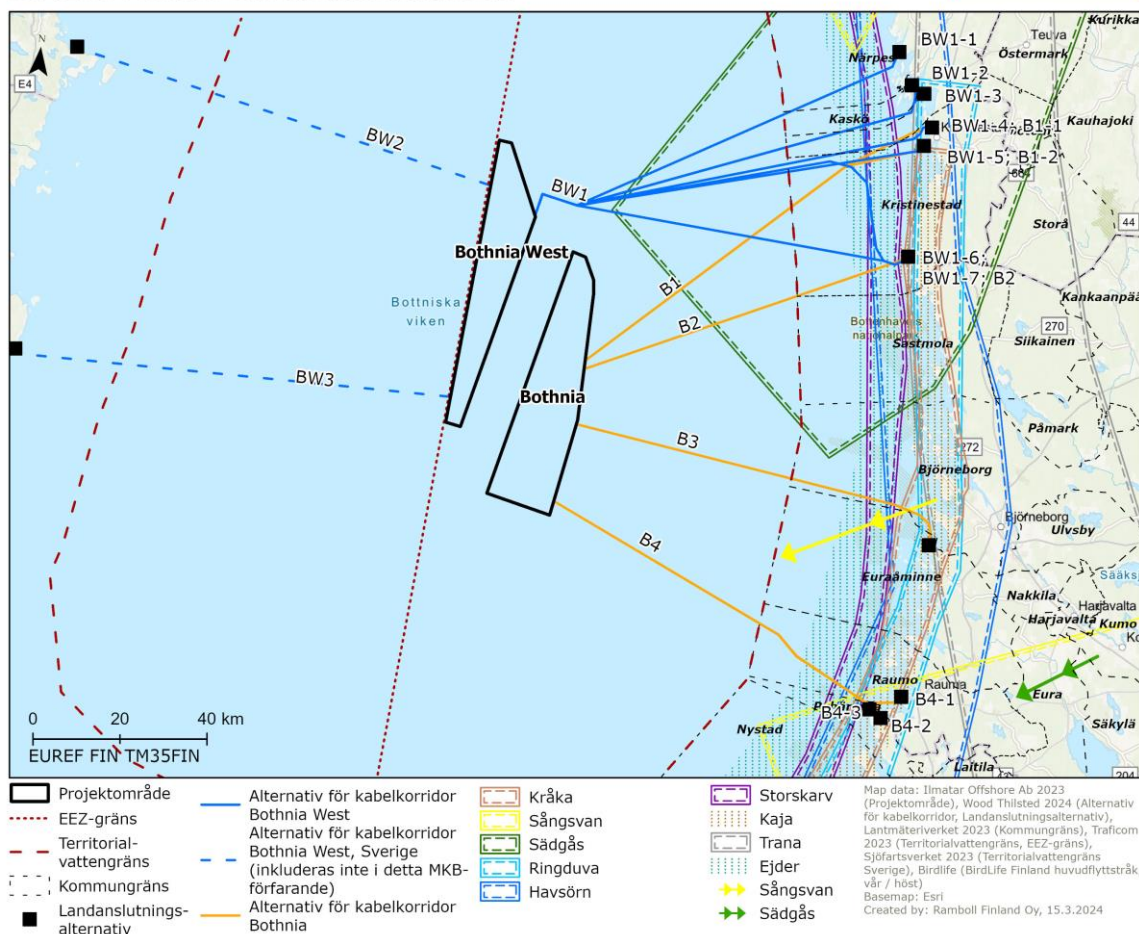 Kurikka
Teuva
Östermark
BW1-1
Närpes
BW1-2
BW1-3
E4
BW2
Kaskö
BW1-4; B1-1
Kauhajoki
BW1-5; B1-2
684
BW1
Kristinestad
Storå
44
Bothnia West
BW1-6;
BW1-7; B2
Kankaanpää
B1
Bottniska
viken
B2
270
Siikainen
Sastmola
BW3
Bothnia
Påmark
B3
272
Björneborg
Björneborg
Ulvsby
B4
Euraåminne
Sääks
Nakkila
Harjavalta
Harjavalta
Kumo
Raumo
Rauma
Eura
B4-1
B4-3
B4-2
Nystad
Säkylä
Laitila
204
0 20 40 km
EUREF FIN TM35FIN
Projektområde
EEZ-gräns
Territorial-
vattengräns
Kommungräns
Landanslutnings-
alternativ
Alternativ för kabelkorridor
Bothnia West
Alternativ för kabelkorridor
Bothnia West, Sverige
(inkluderas inte i detta MKB-
förfarande)
Alternativ för kabelkorridor
Bothnia
Kråka
Sångsvan
Sädgås
Ringduva
Havsörn
Storskarv
Kaja
Trana
Ejder
Sångsvan
Sädgås
Map data: Ilmatar Offshore Ab 2023
(Projektområde), Wood Thilsted 2024 (Alternativ
för kabelkorridor, Landanslutningsalternativ),
Lantmäteriverket 2023 (Kommungräns), Traficom
2023 (Territorialvattengräns, EEZ-gräns),
Sjöfartsverket 2023 (Territorialvattengräns
Sverige), Birdlife (BirdLife Finland huvudflyttstråk
vår / höst)
Basemap: Esri
Created by: Ramboll Finland Oy, 15.3.2024